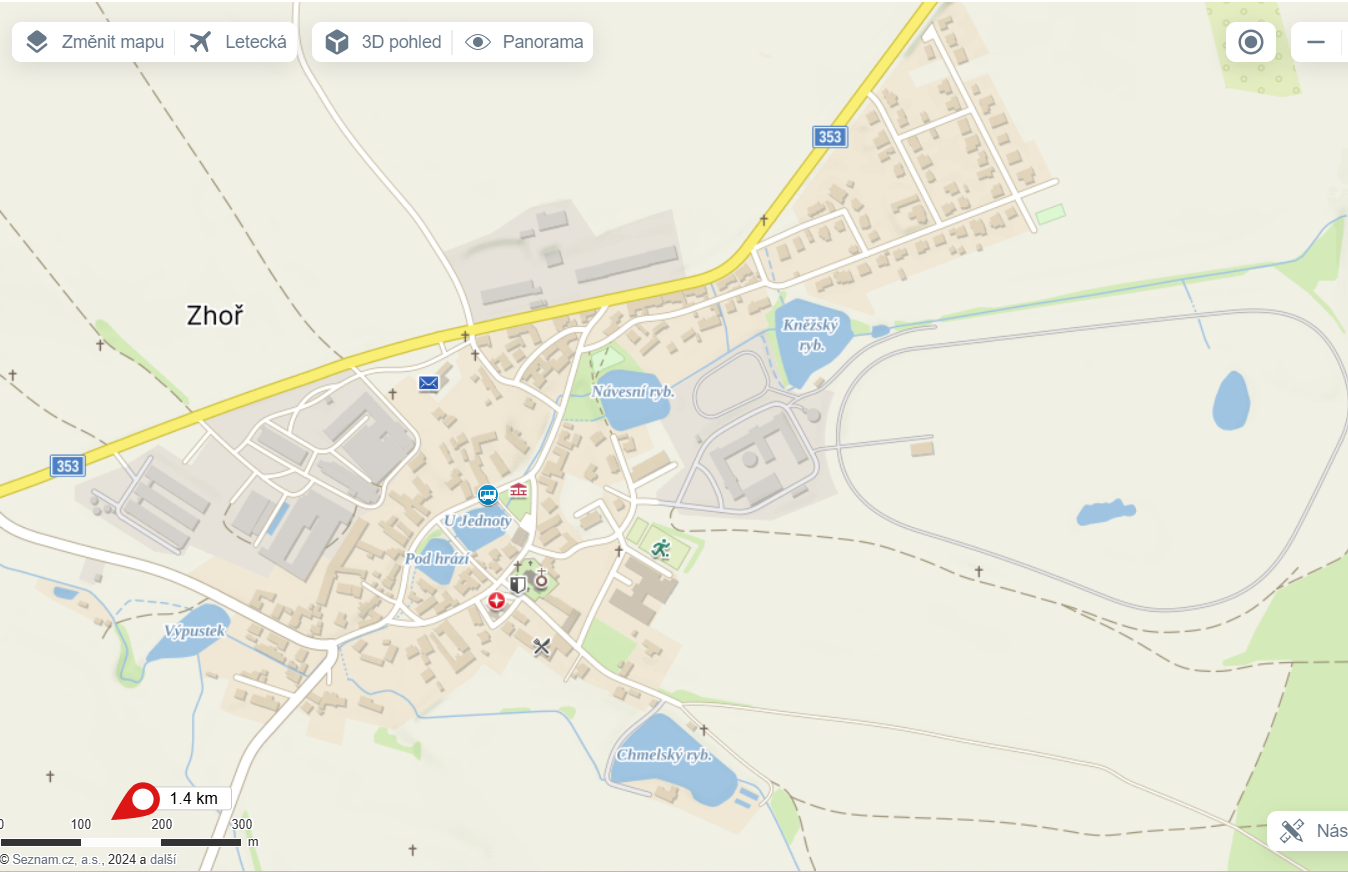 Změnit mapu
Letecká
3D pohled
Panorama
353
Zhoř
Kněžský
ryb.
Návesní ryb.
353
U Jednoty
Pod hrází
Výpustek
Chmelský ryb.
1.4 km
0 100 200 300
m
Nás
© Seznam.cz, a.s., 2024 a další